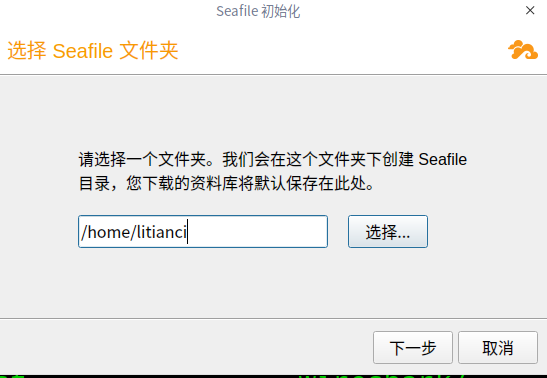 Seafile 初始化
选择 Seafile 文件夹
请选择一个文件夹。我们会在这个文件夹下创建 Seafile
目录，您下载的资料库将默认保存在此处。
/home/litianci
选择...
下一步
取消